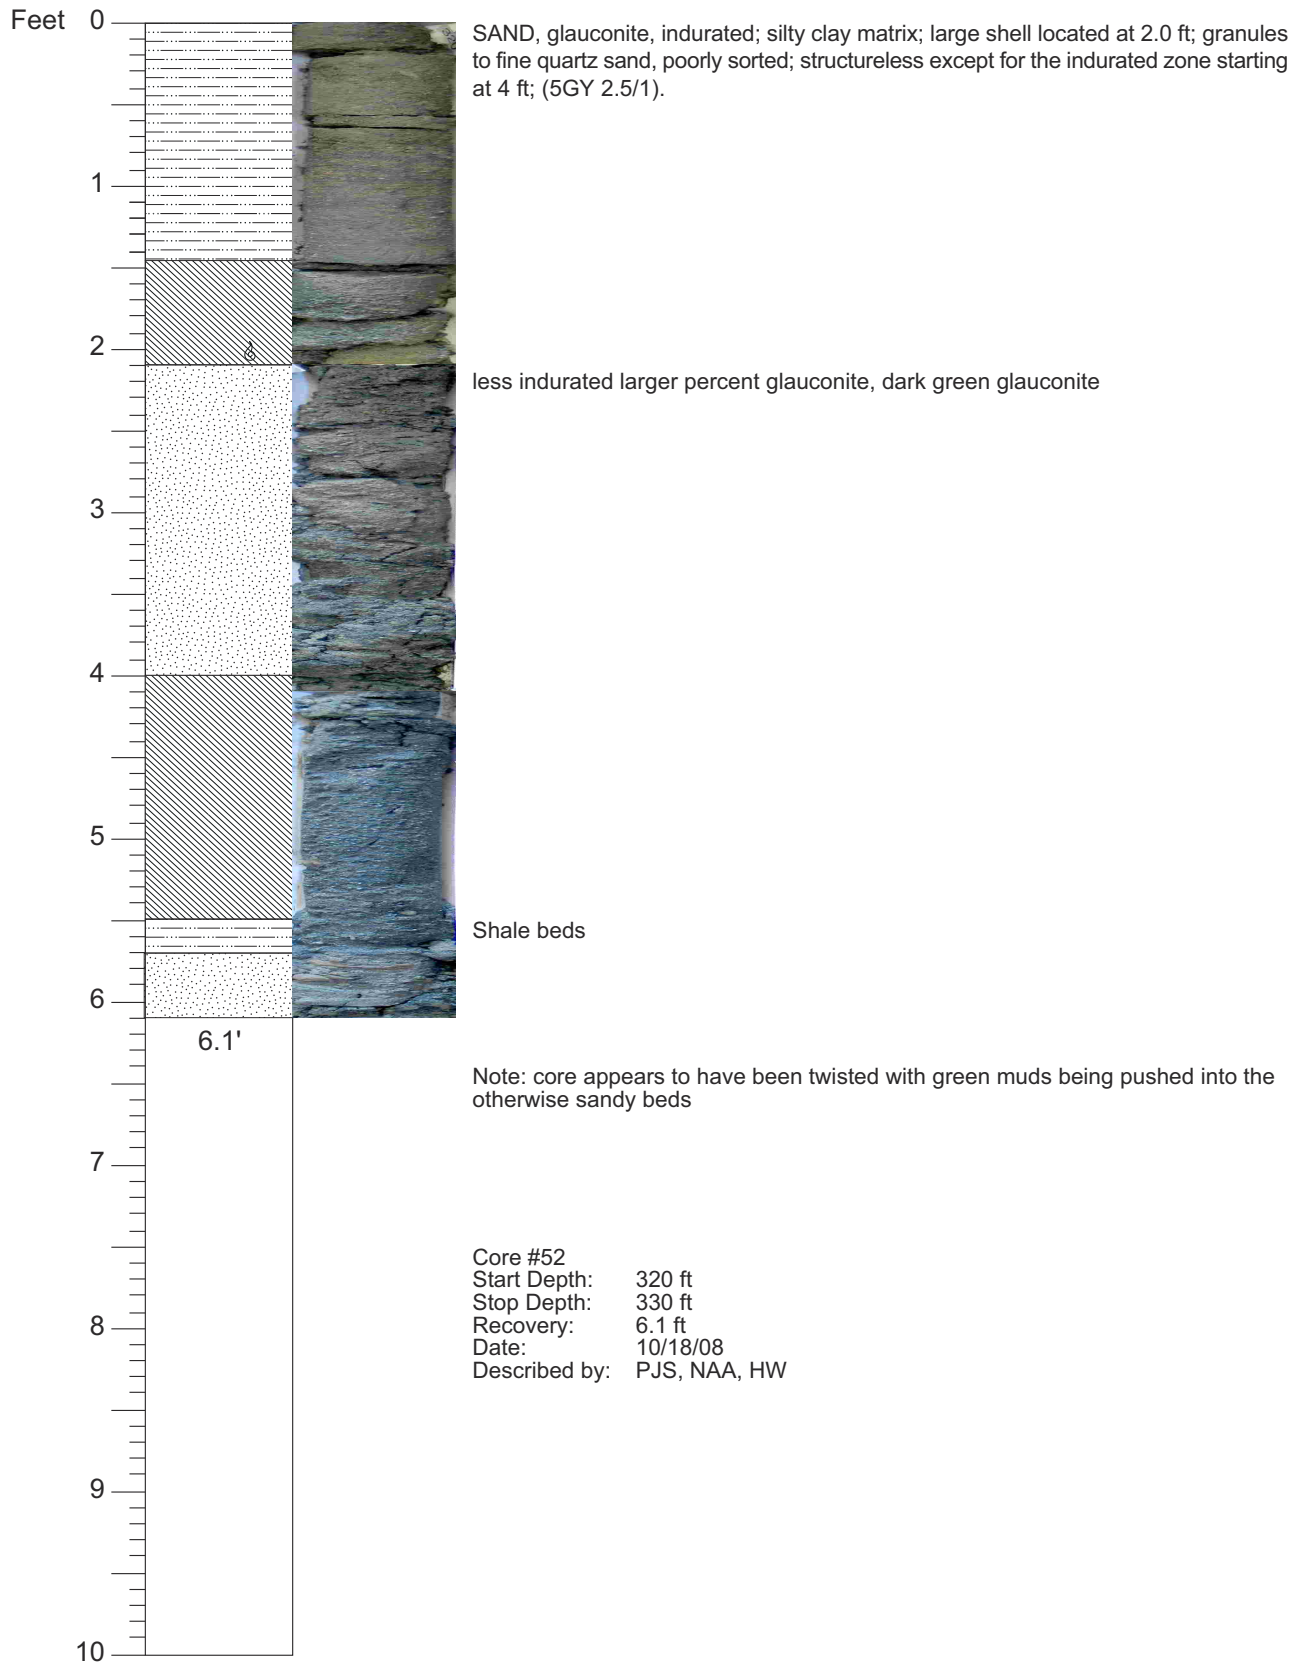 Feet 0
SAND, glauconite, indurated; silty clay matrix; large shell located at 2.0 ft; granules
to fine quartz sand, poorly sorted; structureless except for the indurated zone starting
at 4 ft; (5GY 2.5/1).
1
2
less indurated larger percent glauconite, dark green glauconite
3
4
5
Shale beds
6
6.1'
Note: core appears to have been twisted with green muds being pushed into the
otherwise sandy beds
7
Core #52
Start Depth: 320 ft
Stop Depth: 330 ft
8
Recovery: 6.1 ft
Date: 10/18/08
Described by: PJS, NAA, HW
9
10